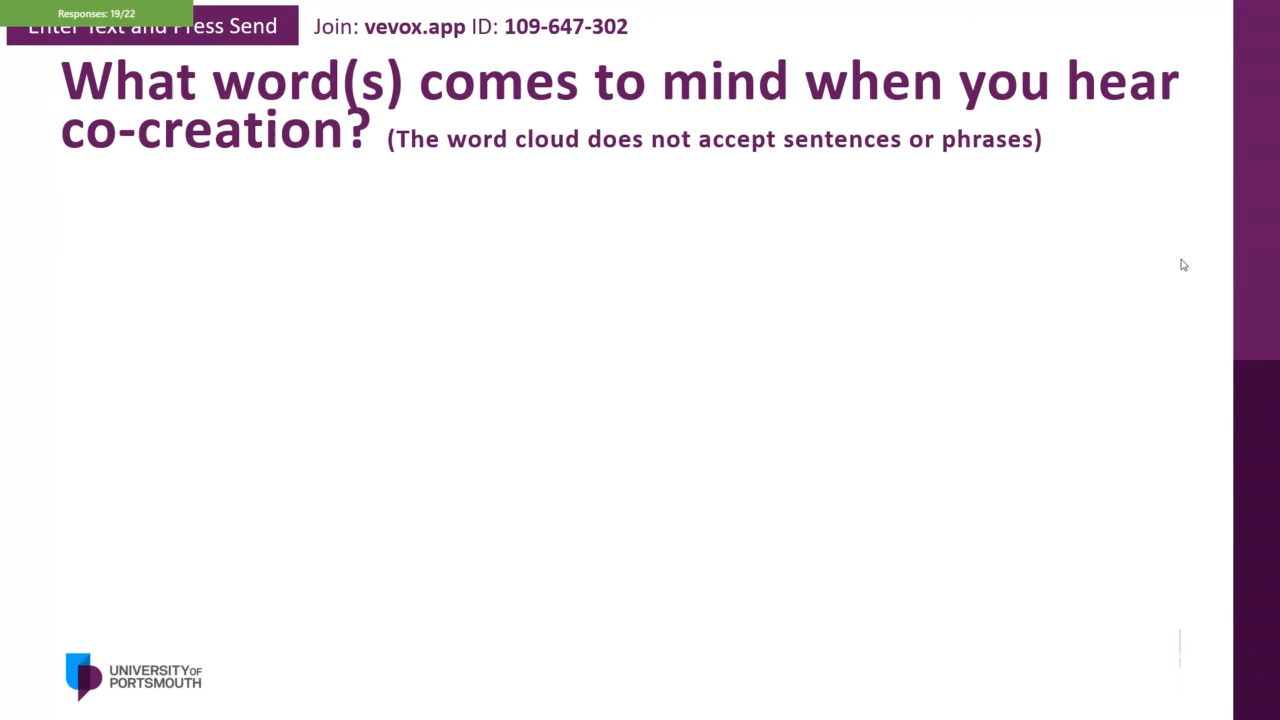 Responses: 19/22
Enter Text and Press Send
Join: vevox.app ID: 109-647-302
What word(s) comes to mind when you hear
co-creation? (The word cloud does not accept sentences or phrases)
UNIVERSITY OF
PORTSMOUTH